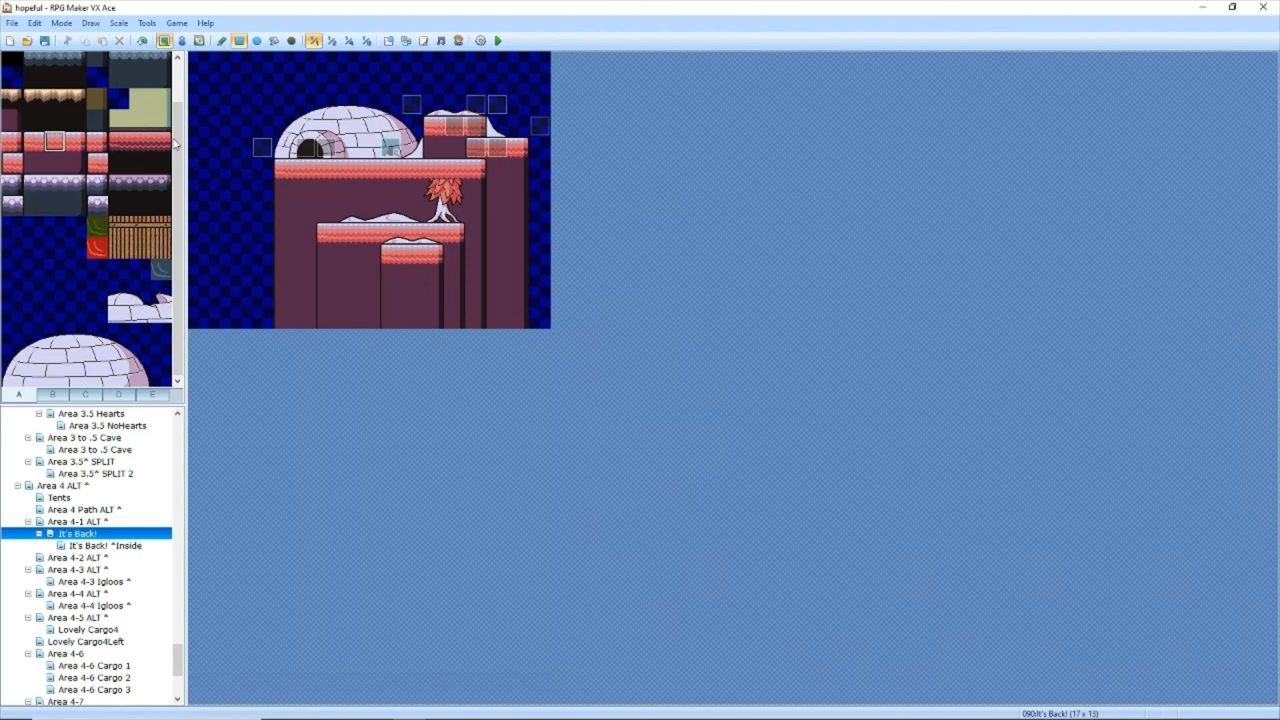 hopeful - RPG Maker VX Ace
File Edit Mode Draw Scale Tools Game Help
A B C D E
Area 3.5 Hearts
Area 3.5 NoHearts
Area 3 to .5 Cave
Area 3 to .5 Cave
Area 3.5^ SPLIT
Area 3.5^ SPLIT 2
Area 4 ALT ^
Tents
Area 4 Path ALT ^
Area 4-1 ALT ^
It's Back!
It's Back! ^Inside
Area 4-2 ALT ^
Area 4-3 ALT ^
Area 4-3 Igloos ^
Area 4-4 ALT ^
Area 4-4 Igloos ^
Area 4-5 ALT ^
Lovely Cargo4
Lovely Cargo4Left
Area 4-6
Area 4-6 Cargo 1
Area 4-6 Cargo 2
Area 4-6 Cargo 3
Area 4-7
090:It's Back! (17 x 13)